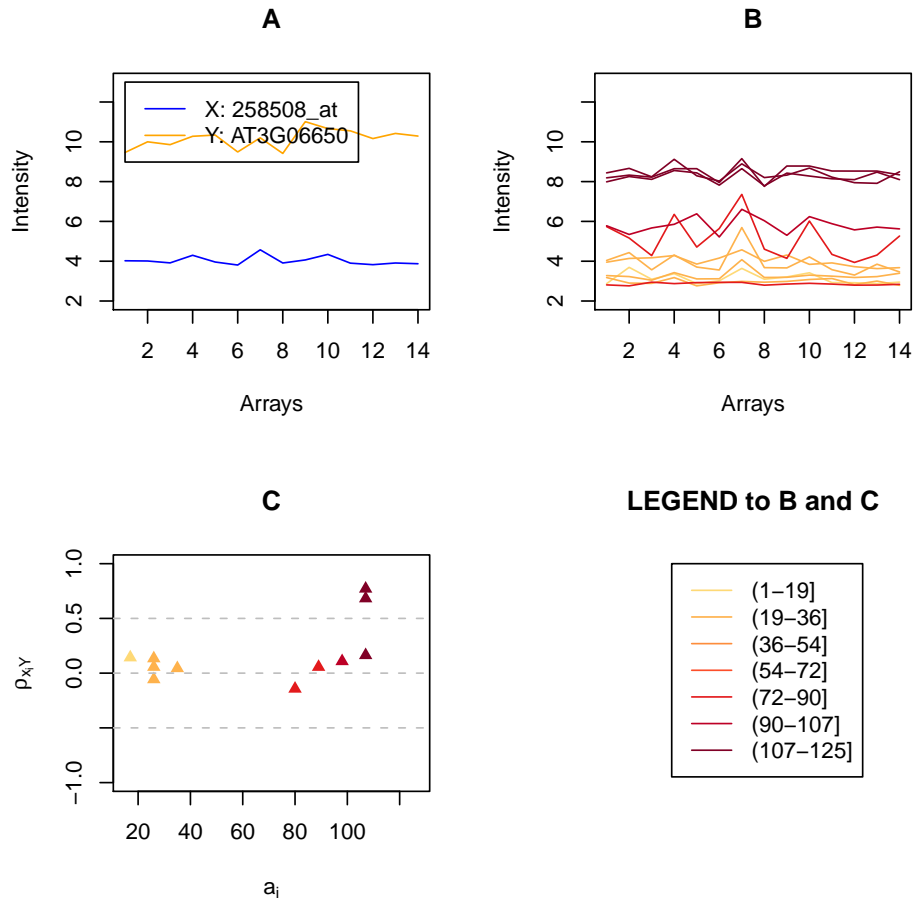 A
B
X: 258508_at
Y: AT3G06650
Intensity
2 4 6 8 10
2 4 6 8 10 12 14
Arrays
Intensity
2 4 6 8 10
2 4 6 8 10 12 14
Arrays
C
LEGEND to B and C
ρXiY
−1.0 0.0 0.5 1.0
20 40 60 80 100
ai
(1−19]
(19−36]
(36−54]
(54−72]
(72−90]
(90−107]
(107−125]